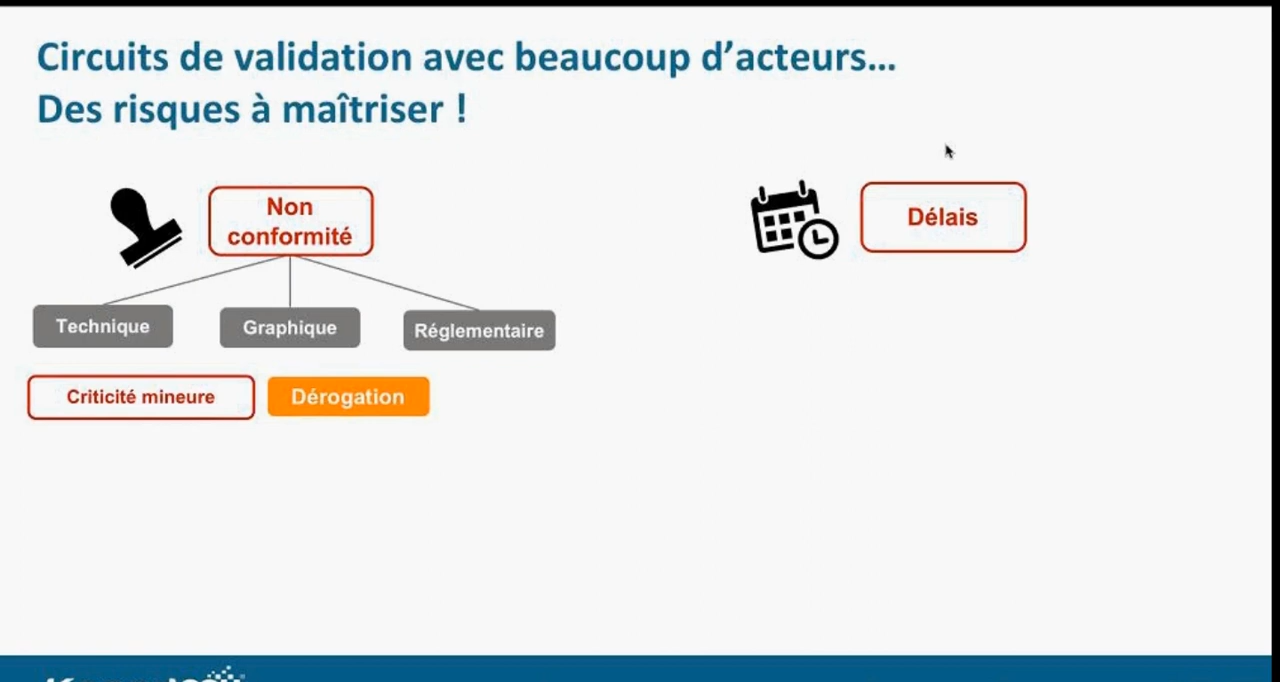 Circuits de validation avec beaucoup d'acteurs...
Des risques à maîtriser !
Non
conformité
Délais
Technique
Graphique
Réglementaire
Criticité mineure
Dérogation